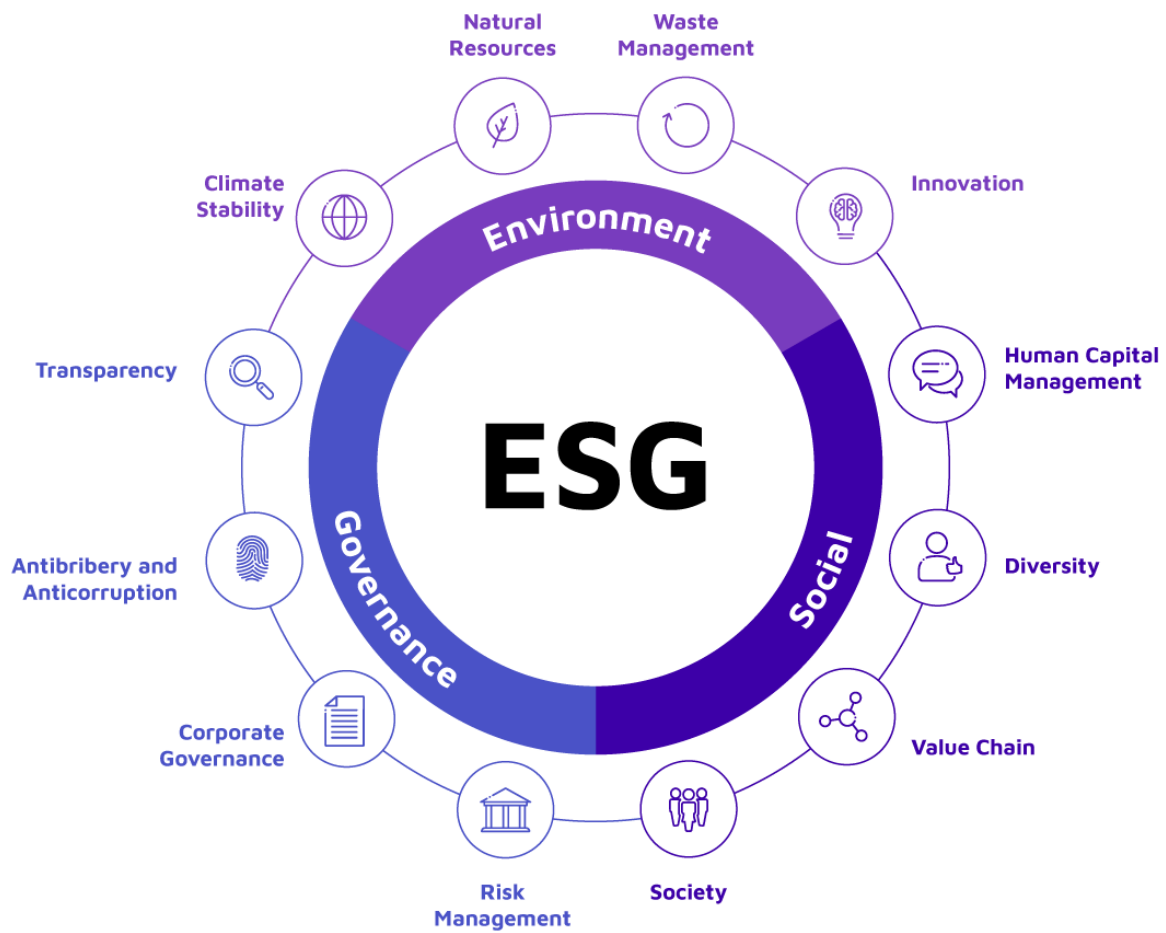 Natural
Resources
Waste
Management
Climate
Stability
Innovation
Environment
Transparency
Human Capital
Management
ESG
Governance
Social
Antibribery and
Anticorruption
Diversity
Corporate
Governance
Value Chain
Risk
Management
Society